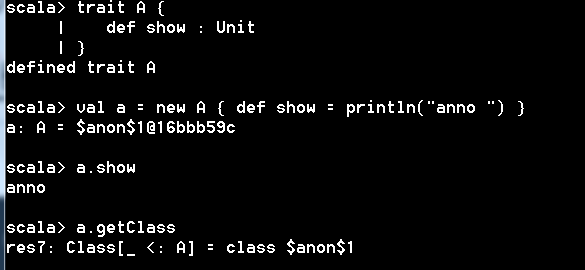 scala> trait A {
     |    def show : Unit
     | }
defined trait A
scala> val a = new A { def show = println("anno ") }
a: A = $anon$1@16bbb59c
scala> a.show
anno
scala> a.getClass
res7: Class[_ <: A] = class $anon$1